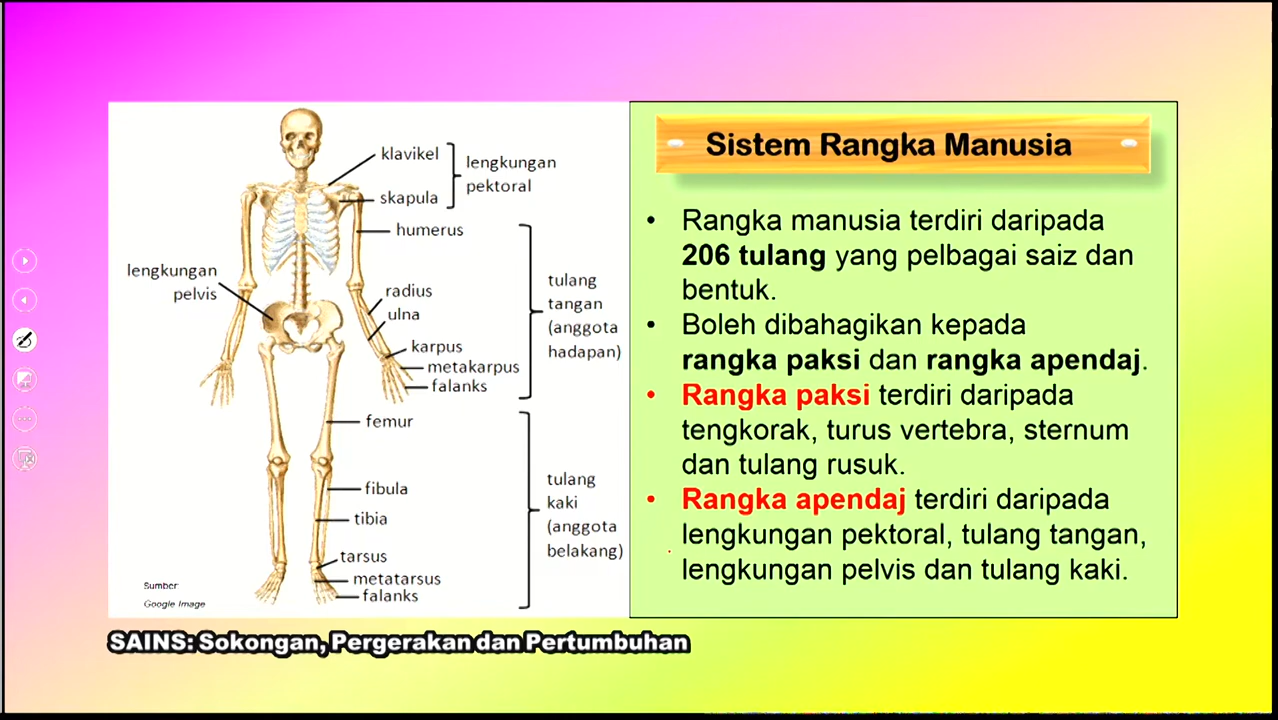 klavikel
skapula
lengkungan
pektoral
humerus
lengkungan
pelvis
radius
ulna
karpus
metakarpus
falanks
tulang
tangan
(anggota
hadapan)
femur
fibula
tibia
tarsus
metatarsus
falanks
tulang
kaki
(anggota
belakang)
Sumber:
Google Image
Sistem Rangka Manusia
• Rangka manusia terdiri daripada
206 tulang yang pelbagai saiz dan
bentuk.
• Boleh dibahagikan kepada
rangka paksi dan rangka apendaj.
• Rangka paksi terdiri daripada
tengkorak, turus vertebra, sternum
dan tulang rusuk.
• Rangka apendaj terdiri daripada
lengkungan pektoral, tulang tangan,
lengkungan pelvis dan tulang kaki.
SAINS: Sokongan, Pergerakan dan Pertumbuhan